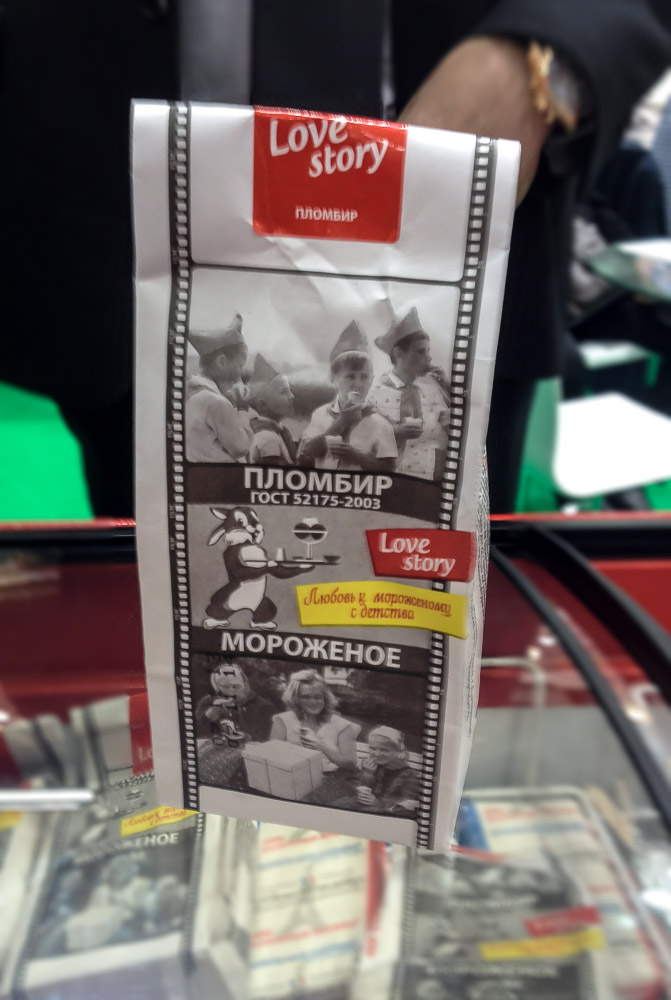 Love
story
ПЛОМБИР
ПЛОМБИР
ГОСТ 52175-2003
Love
story
Любовь к мороженому
с детства
МОРОЖЕНОЕ